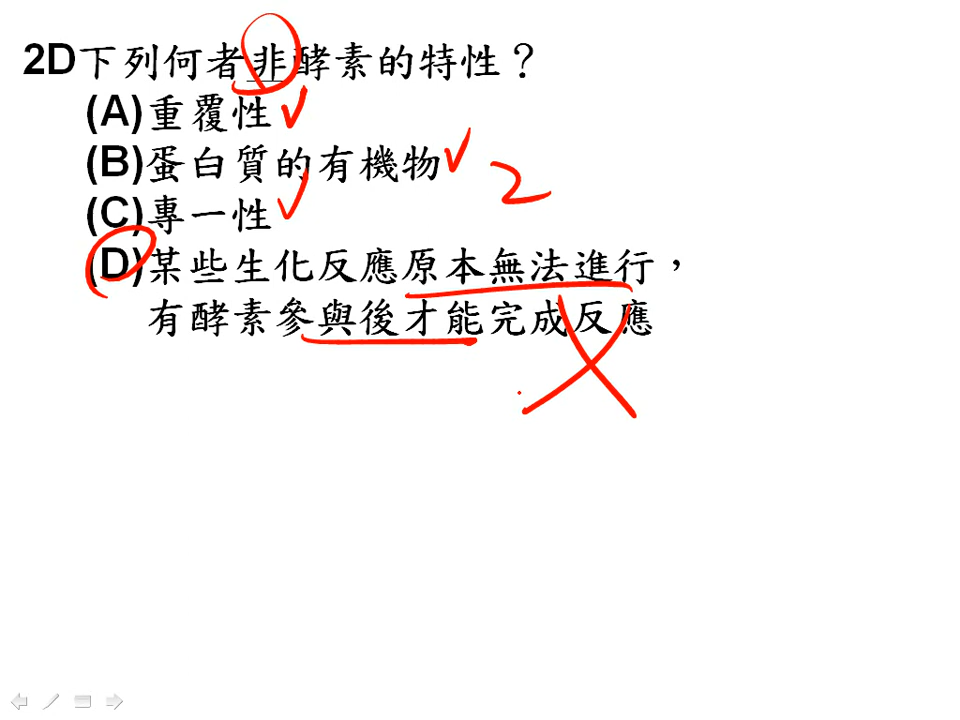 2D下列何者非酵素的特性？
(A)重覆性
(B)蛋白質的有機物
2
(C)專一性
(D)某些生化反應原本無法進行，
有酵素參與後才能完成反應